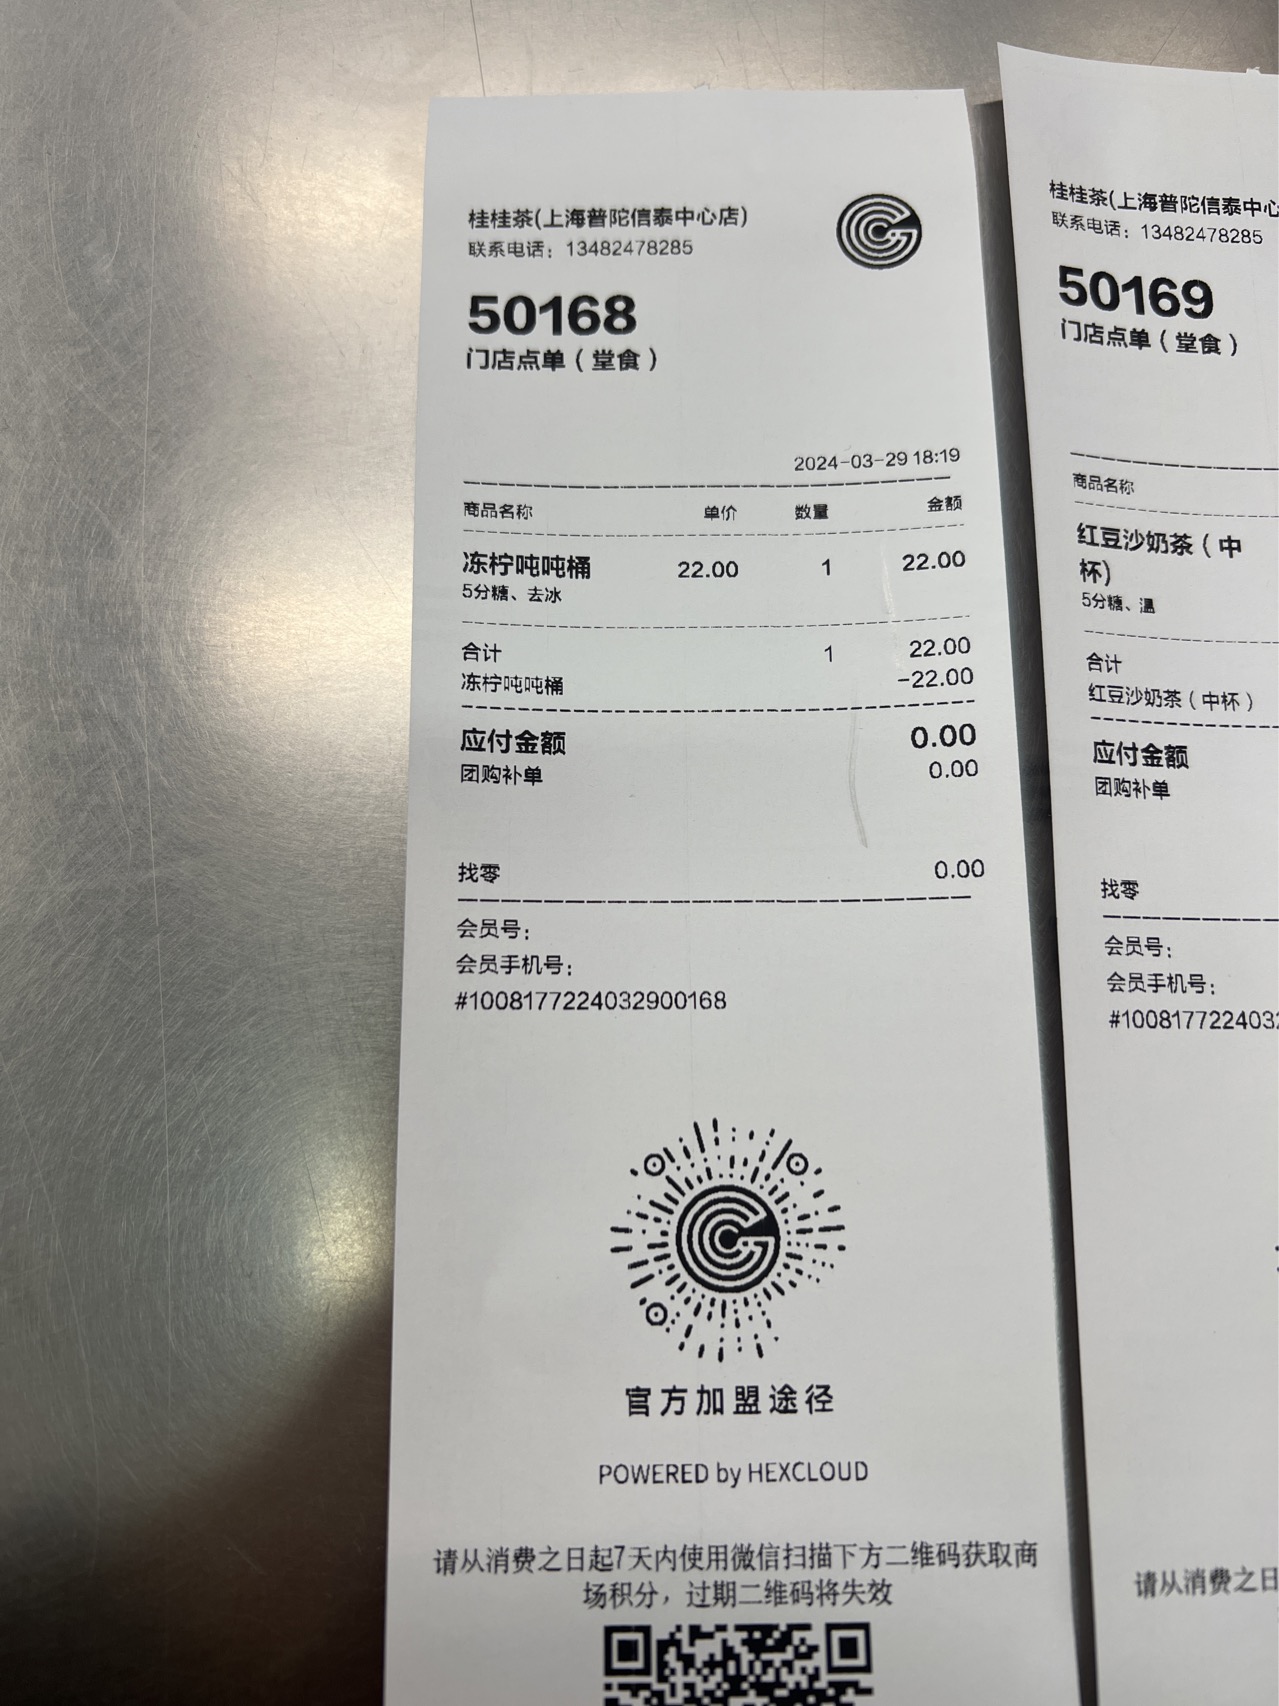 桂桂茶(上海普陀信泰中心店)
联系电话：13482478285
50168
门店点单（堂食）
2024-03-29 18:19
商品名称 单价 数量 金额
冻柠吨吨桶 22.00 1 22.00
5分糖、去冰
合计 1 22.00
冻柠吨吨桶 -22.00
应付金额 0.00
团购补单 0.00
找零 0.00
会员号：
会员手机号：
#1008177224032900168
官方加盟途径
POWERED by HEXCLOUD
请从消费之日起7天内使用微信扫描下方二维码获取商
场积分，过期二维码将失效
桂桂茶(上海普陀信泰中心
联系电话：13482478285
50169
门店点单（堂食）
商品名称
红豆沙奶茶（中
杯)
5分糖、温
合计
红豆沙奶茶（中杯）
应付金额
团购补单
找零
会员号：
会员手机号：
#100817722403
请从消费之日